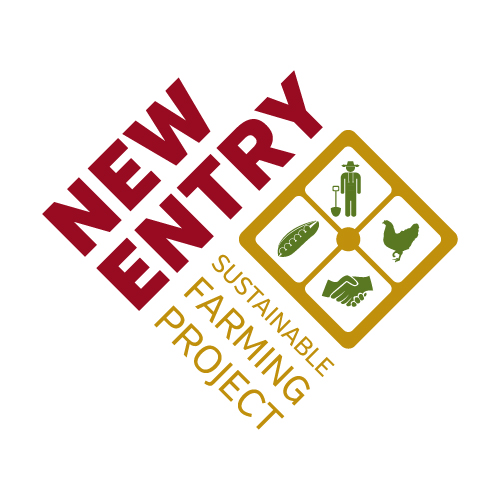 NEW
ENTRY
SUSTAINABLE
FARMING
PROJECT